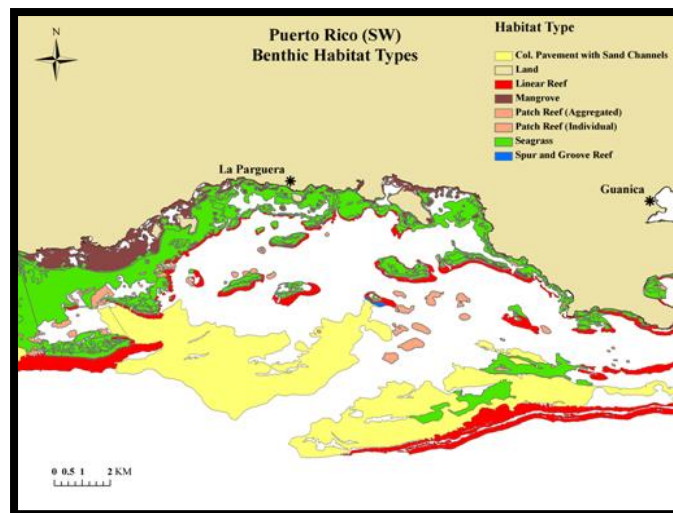 Puerto Rico (SW)
Benthic Habitat Types
N
Habitat Type
Col. Pavement with Sand Channels
Land
Linear Reef
Mangrove
Patch Reef (Aggregated)
Patch Reef (Individual)
Seagrass
Spur and Groove Reef
La Parguera
Guanica
0 0.5 1 2 KM